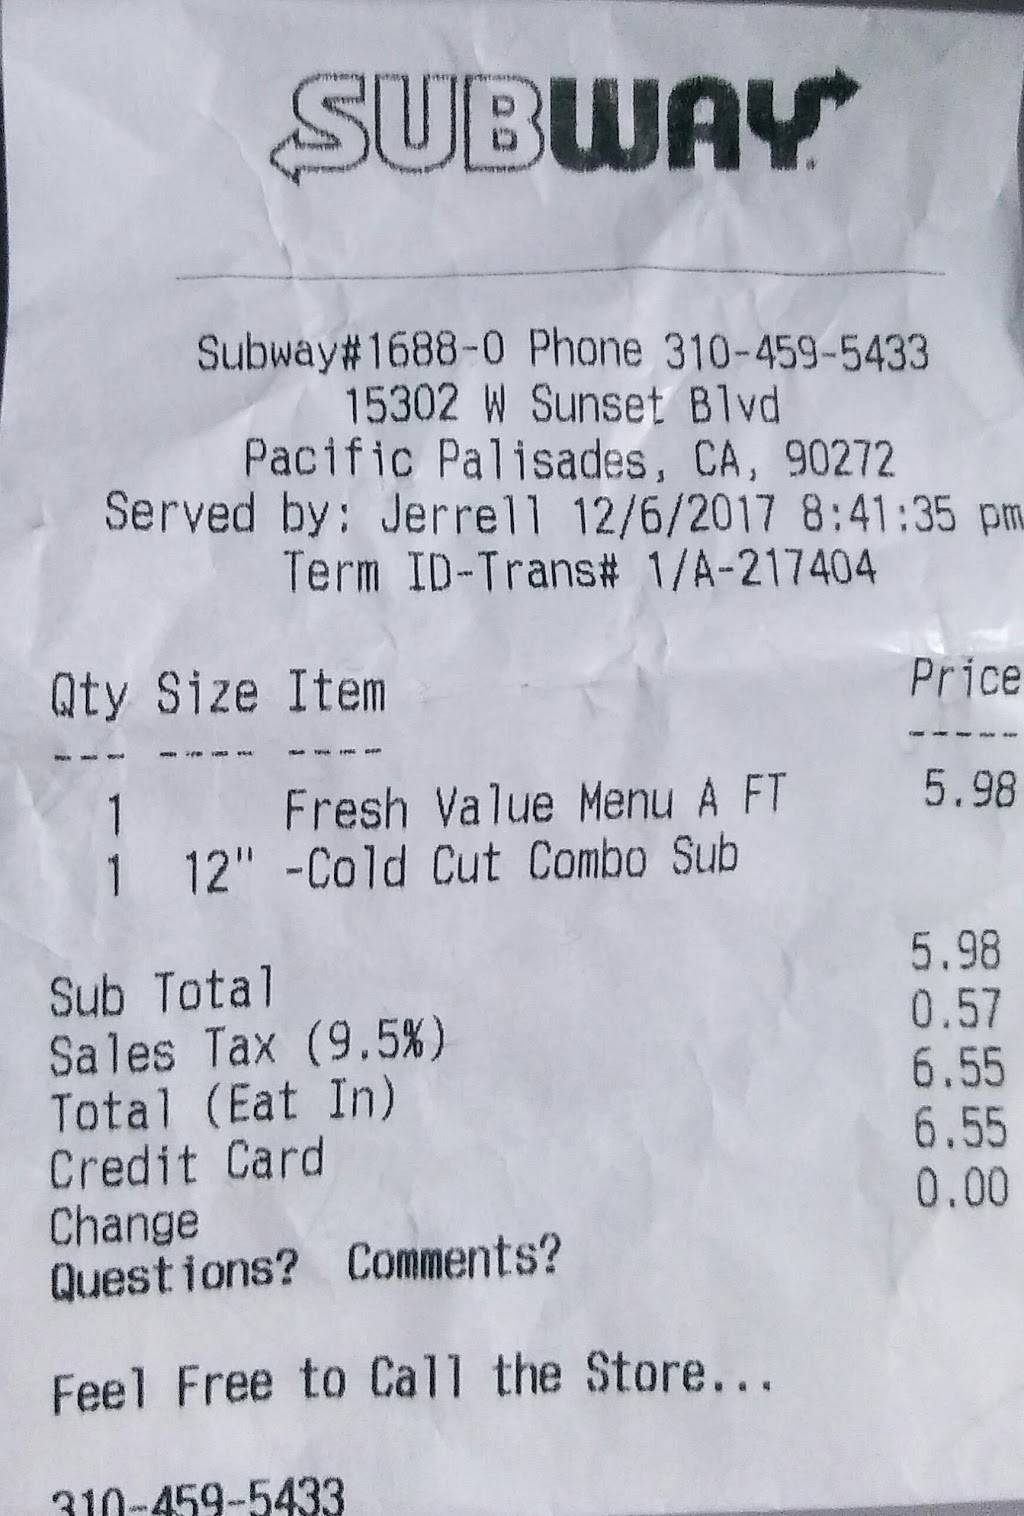 SUBWAY
Subway#1688-0 Phone 310-459-5433
15302 W Sunset Blvd
Pacific Palisades, CA, 90272
Served by: Jerrell 12/6/2017 8:41:35 pm
Term ID-Trans# 1/A-217404
Qty Size Item Price
--- ---- ---- -----
1 Fresh Value Menu A FT 5.98
1 12" -Cold Cut Combo Sub
Sub Total 5.98
Sales Tax (9.5%) 0.57
Total (Eat In) 6.55
Credit Card 6.55
Change 0.00
Questions? Comments?
Feel Free to Call the Store...
310-459-5433